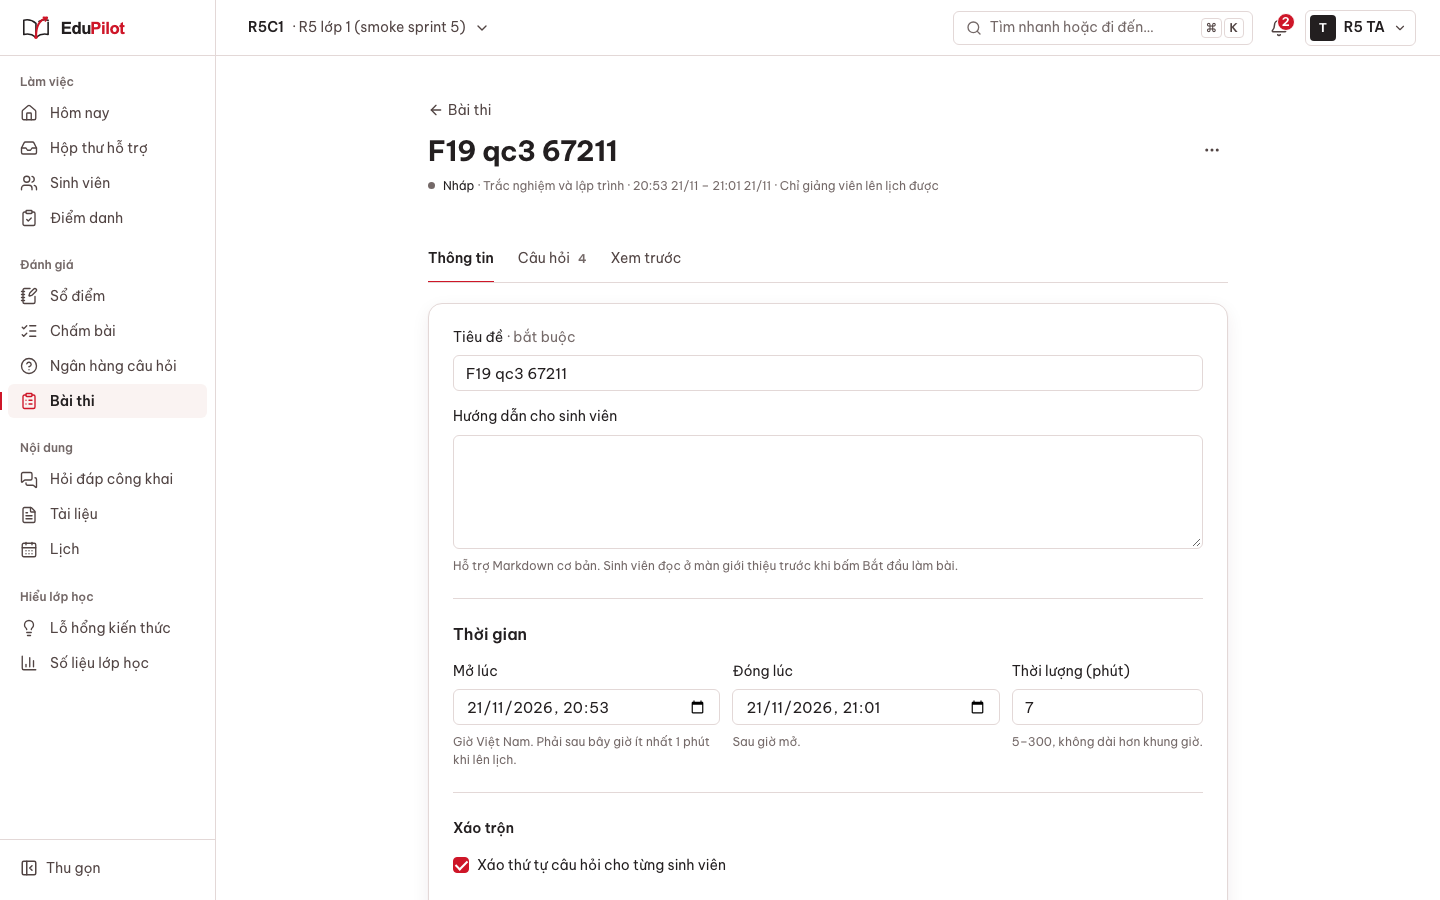 EduPilot
R5C1 · R5 lớp 1 (smoke sprint 5)
Tìm nhanh hoặc đi đến...
⌘ K
2
T
R5 TA
Làm việc
Hôm nay
Hộp thư hỗ trợ
Sinh viên
Điểm danh
Đánh giá
Sổ điểm
Chấm bài
Ngân hàng câu hỏi
Bài thi
Nội dung
Hỏi đáp công khai
Tài liệu
Lịch
Hiểu lớp học
Lỗ hổng kiến thức
Số liệu lớp học
Thu gọn
Bài thi
F19 qc3 67211
Nháp · Trắc nghiệm và lập trình · 20:53 21/11 – 21:01 21/11 · Chỉ giảng viên lên lịch được
Thông tin
Câu hỏi 4
Xem trước
Tiêu đề · bắt buộc
F19 qc3 67211
Hướng dẫn cho sinh viên
Hỗ trợ Markdown cơ bản. Sinh viên đọc ở màn giới thiệu trước khi bấm Bắt đầu làm bài.
Thời gian
Mở lúc
21/11/2026, 20:53
Giờ Việt Nam. Phải sau bây giờ ít nhất 1 phút
khi lên lịch.
Đóng lúc
21/11/2026, 21:01
Sau giờ mở.
Thời lượng (phút)
7
5–300, không dài hơn khung giờ.
Xáo trộn
Xáo thứ tự câu hỏi cho từng sinh viên